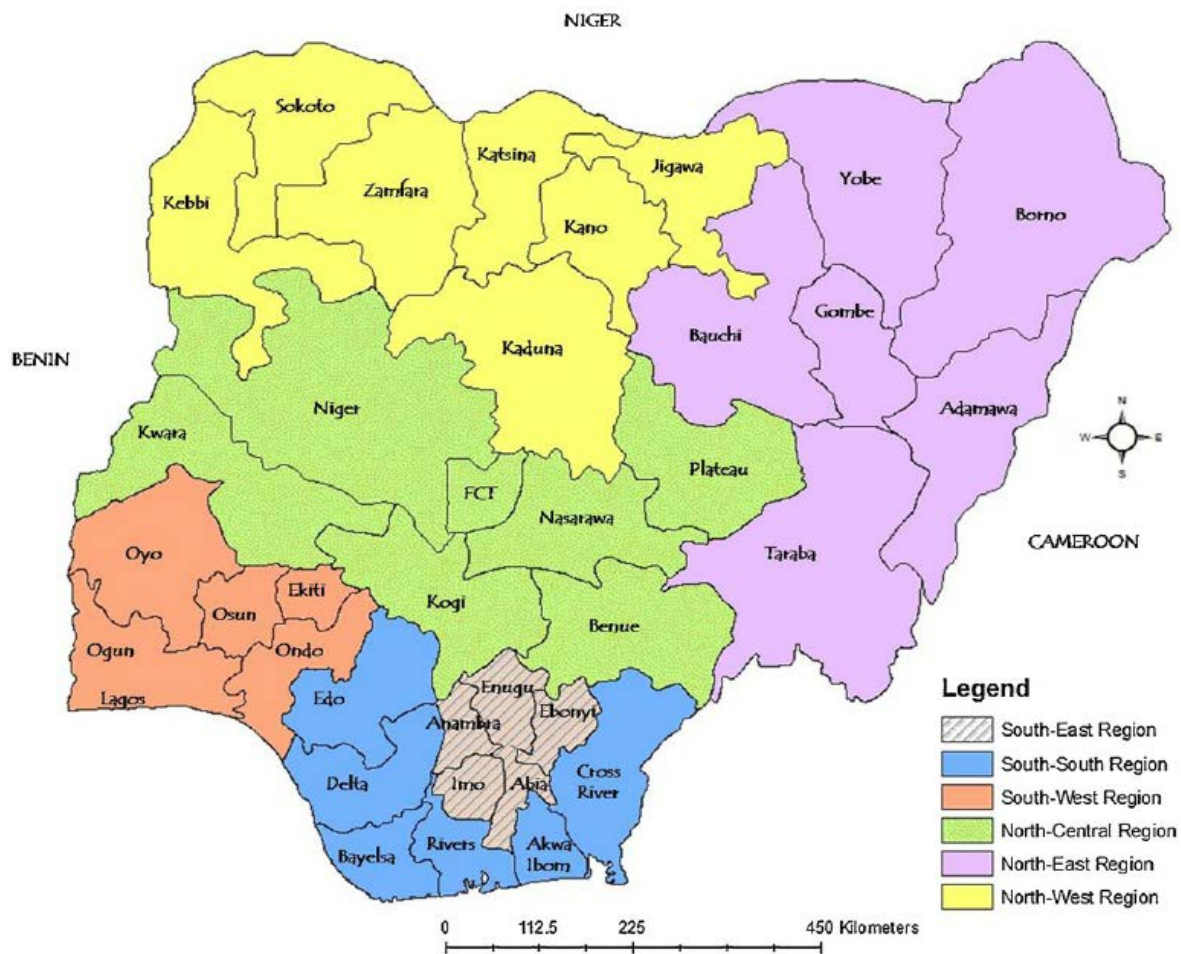 NIGER
Sokoto
Katsina
Jigawa
Yobe
Kebbi
Zamfara
Kano
Borno
Gombe
Bauchi
Kaduna
BENIN
Niger
Adamawa
N
W E
S
Kwara
Plateau
FCT
Nasarawa
CAMEROON
Oyo
Taraba
Ekiti
Kogi
Osun
Benue
Ogun
Ondo
Lagos
Edo
Enugu
Ebonyi
Anambra
Delta
Imo
Abia
Cross
River
Bayelsa
Rivers
Akwa
Ibom
Legend
South-East Region
South-South Region
South-West Region
North-Central Region
North-East Region
North-West Region
0 112.5 225 450 Kilometers